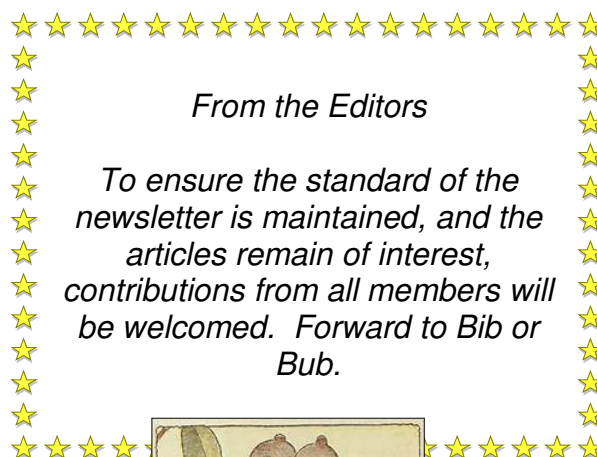 From the Editors
To ensure the standard of the
newsletter is maintained, and the
articles remain of interest,
contributions from all members will
be welcomed.  Forward to Bib or
Bub.